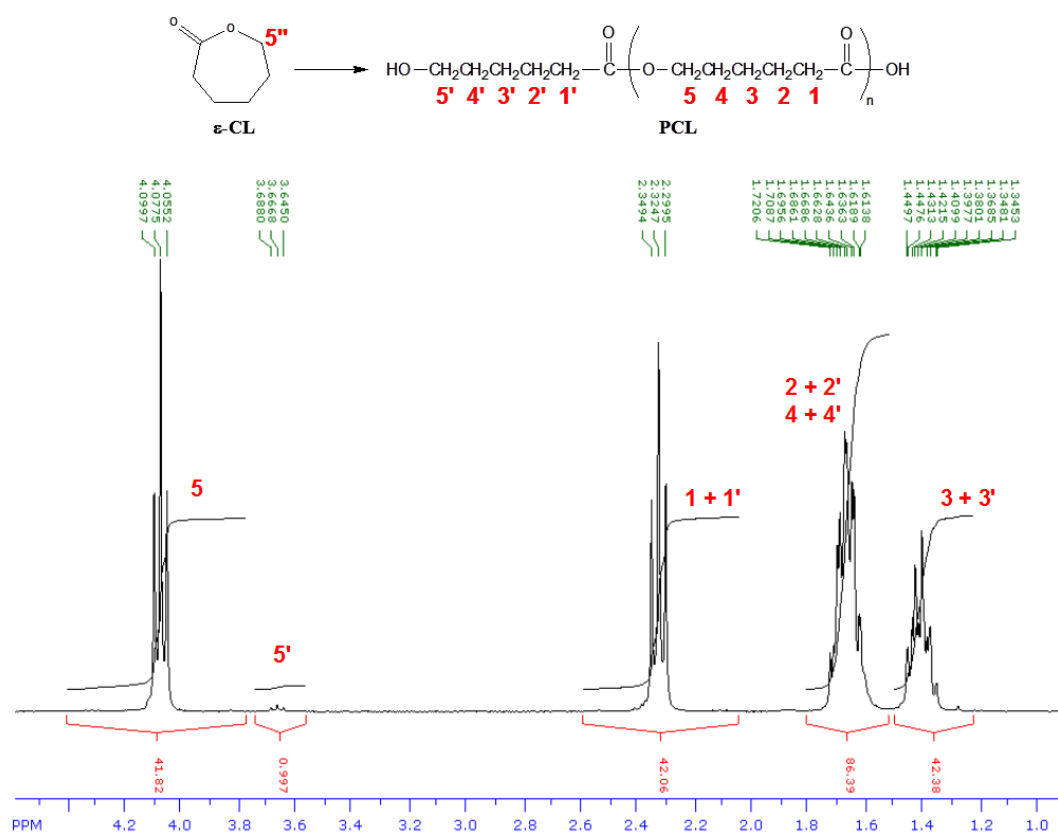 O
O
5"
ε-CL
HO-CH₂CH₂CH₂CH₂CH₂-C-(-O-CH₂CH₂CH₂CH₂CH₂-C-)n-OH
O
O
5' 4' 3' 2' 1'
5 4 3 2 1
PCL
4.0997
4.0775
4.0552
3.6880
3.6668
3.6450
2.3494
2.3247
2.2995
1.7206
1.7087
1.6956
1.6861
1.6686
1.6628
1.6436
1.6363
1.6189
1.6138
1.4497
1.4476
1.4313
1.4215
1.4099
1.3977
1.3801
1.3685
1.3481
1.3453
5
5'
1 + 1'
2 + 2'
4 + 4'
3 + 3'
41.82
0.997
42.06
86.39
42.38
PPM 4.2 4.0 3.8 3.6 3.4 3.2 3.0 2.8 2.6 2.4 2.2 2.0 1.8 1.6 1.4 1.2 1.0